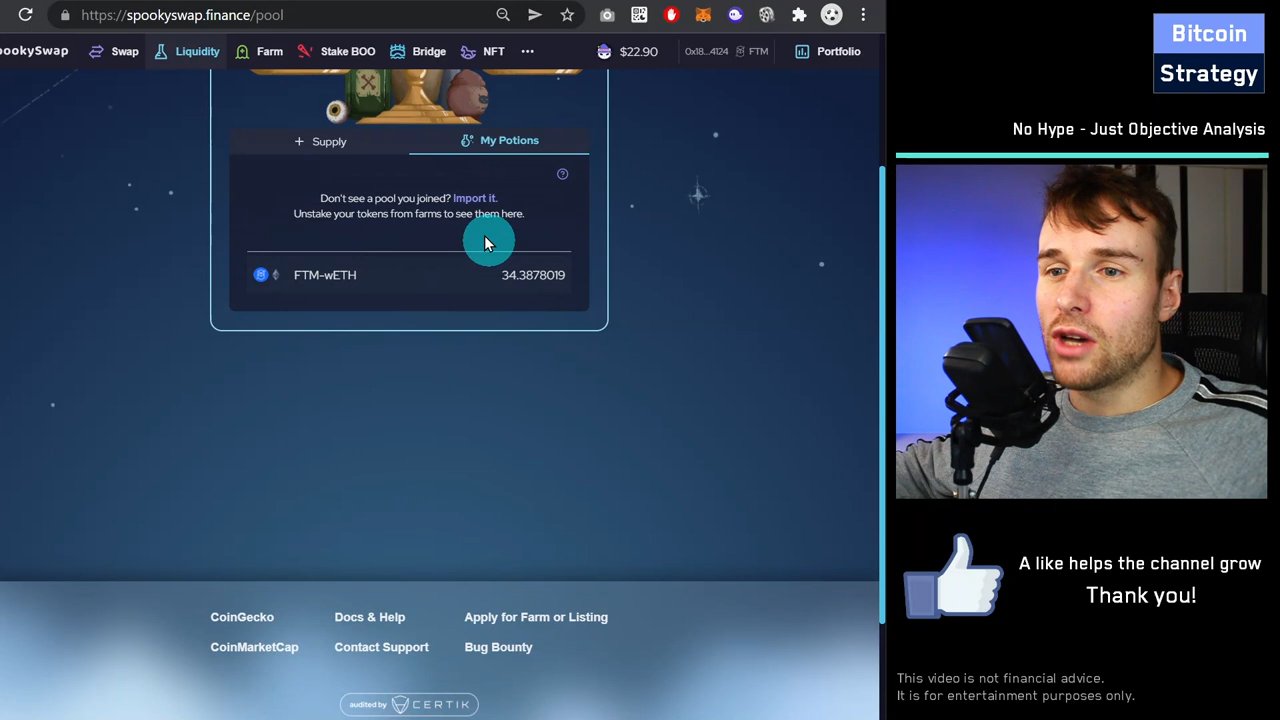 https://spookyswap.finance/pool
ookySwap
Swap
Liquidity
Farm
Stake BOO
Bridge
NFT
$22.90
0x18...4124
FTM
Portfolio
+ Supply
My Potions
Don't see a pool you joined? Import it.
Unstake your tokens from farms to see them here.
FTM-wETH
34.3878019
CoinGecko
Docs & Help
Apply for Farm or Listing
CoinMarketCap
Contact Support
Bug Bounty
audited by CERTIK
Bitcoin
Strategy
No Hype - Just Objective Analysis
A like helps the channel grow
Thank you!
This video is not financial advice.
It is for entertainment purposes only.